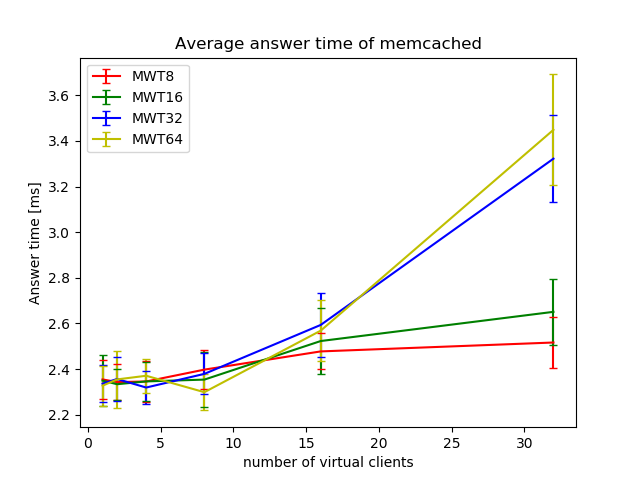 Average answer time of memcached
MWT8
MWT16
MWT32
MWT64
3.6
3.4
3.2
3.0
2.8
2.6
2.4
2.2
Answer time [ms]
0 5 10 15 20 25 30
number of virtual clients